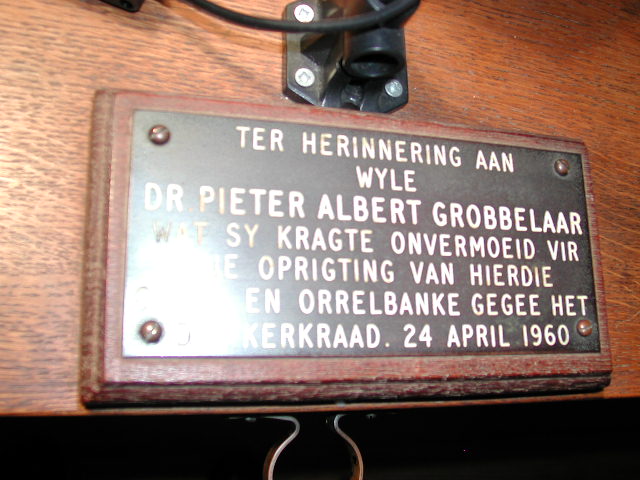 TER HERINNERING AAN
WYLE
DR. PIETER ALBERT GROBBELAAR
WAT SY KRAGTE ONVERMOEID VIR
OPRIGTING VAN HIERDIE
EN ORRELBANKE GEGEE HET
KERKRAAD. 24 APRIL 1960